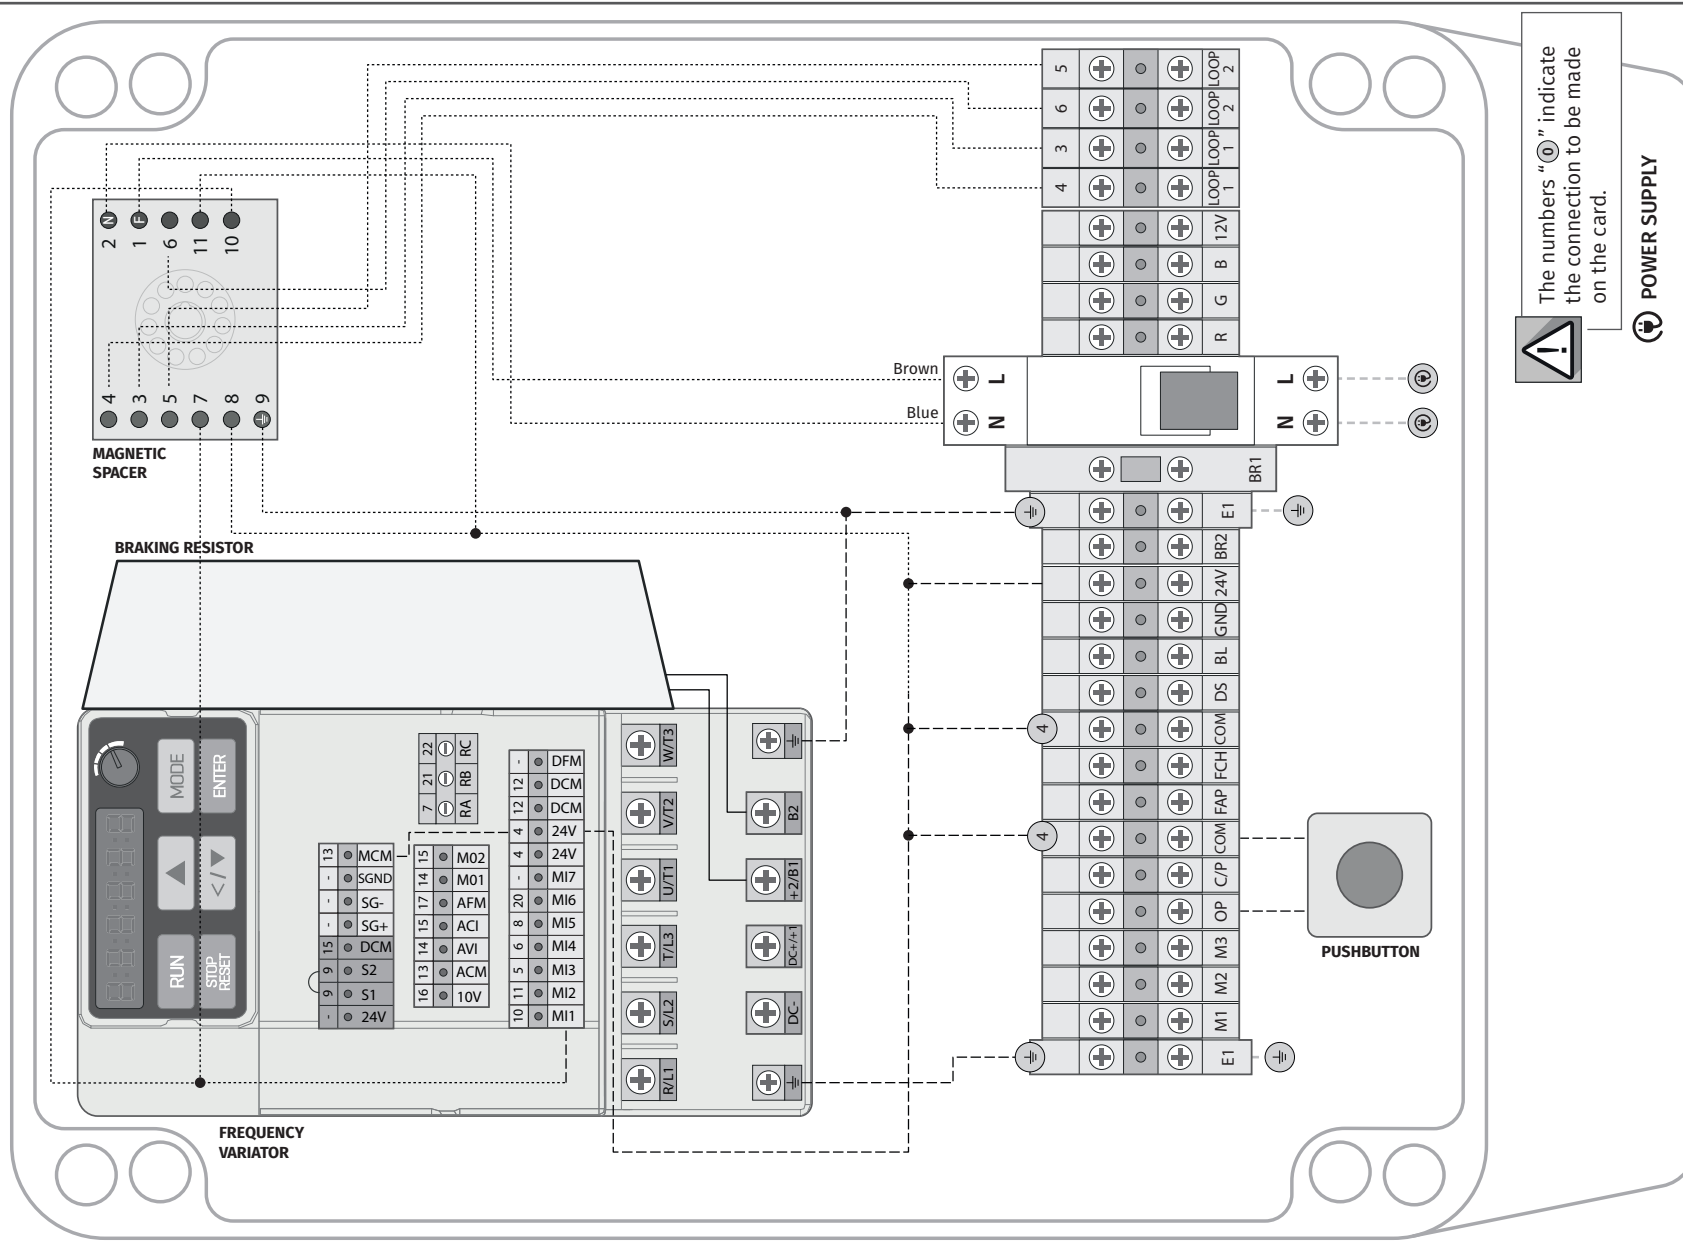 The numbers “0” indicate
the connection to be made
on the card.
POWER SUPPLY
5 LOOP 2
6 LOOP 2
3 LOOP 1
4 LOOP 1
12V
B
G
R
Brown L L
Blue N N
BR1
E1
BR2
24V
GND
BL
DS
4 COM
FCH
FAP
4 COM
C/P
OP
M3
M2
M1
E1
PUSHBUTTON
2 N
1 F
6
11
10
4
3
5
7
8
9
MAGNETIC
SPACER
BRAKING RESISTOR
MODE
ENTER
</▼
RUN
STOP
RESET
22 RC
21 RB
7 RA
- DFM
12 DCM
12 DCM
4 24V
4 24V
- MI7
20 MI6
8 MI5
6 MI4
5 MI3
11 MI2
10 MI1
13 MCM
- SGND
- SG-
- SG+
15 DCM
9 S2
9 S1
- 24V
15 M02
14 M01
17 AFM
15 ACI
14 AVI
13 ACM
16 10V
W/T3
V/T2
U/T1
T/L3
S/L2
R/L1
B2
+2/B1
DC+/+1
DC-
FREQUENCY
VARIATOR